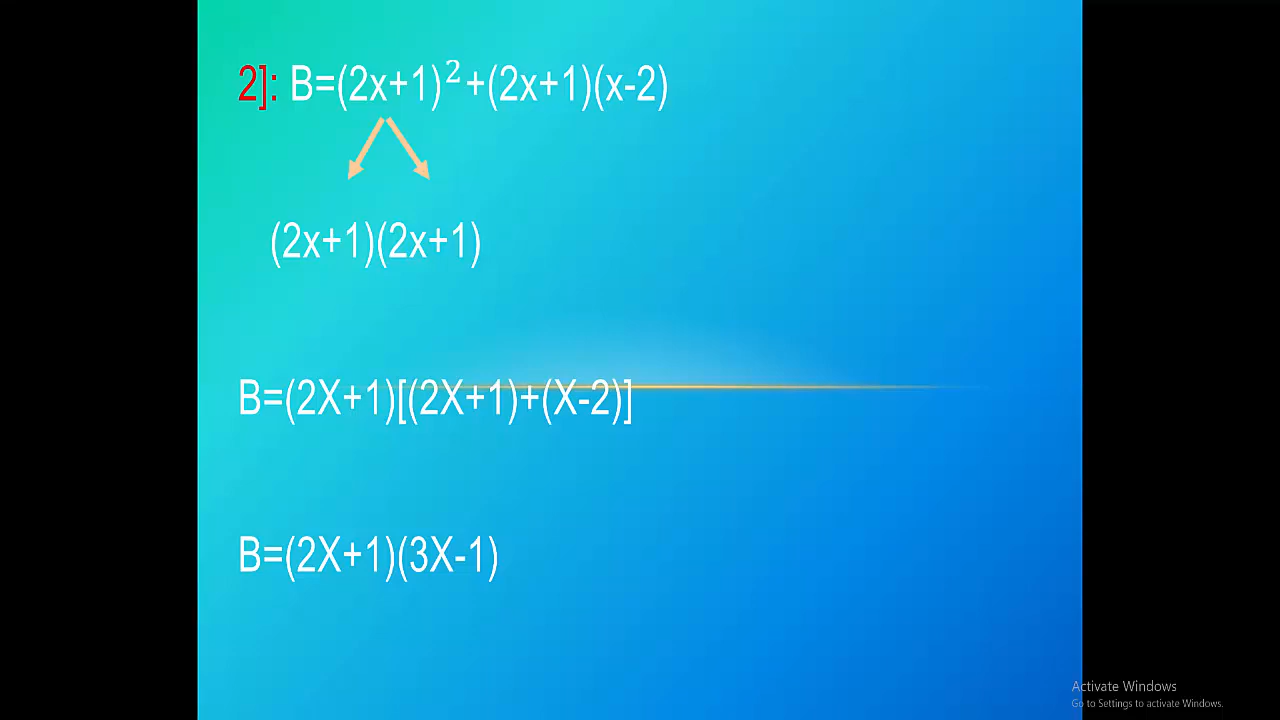 2]: B=(2x+1)²+(2x+1)(x-2)
(2x+1)(2x+1)
B=(2X+1)[(2X+1)+(X-2)]
B=(2X+1)(3X-1)
Activate Windows
Go to Settings to activate Windows.